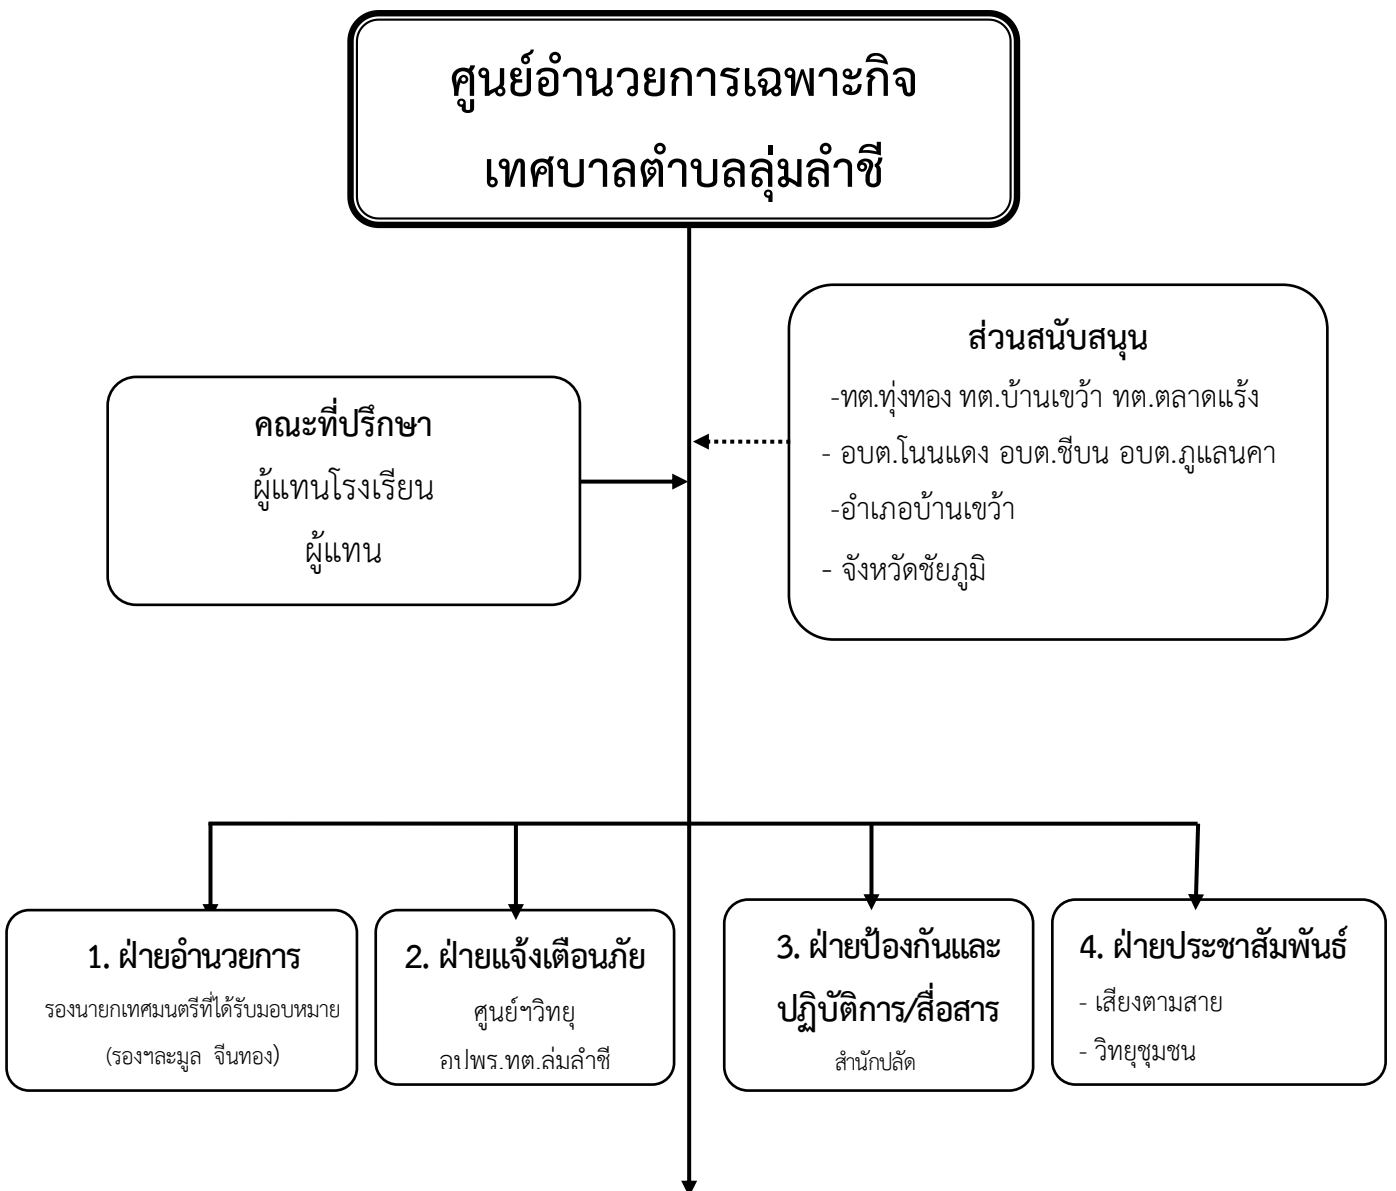 ศูนย์อำนวยการเฉพาะกิจ
เทศบาลตำบลลุ่มลำชี
ส่วนสนับสนุน
-ทต.ทุ่งทอง ทต.บ้านเขว้า ทต.ตลาดแร้ง
- อบต.โนนแดง อบต.ชีบน อบต.ภูแลนคา
-อำเภอบ้านเขว้า
- จังหวัดชัยภูมิ
คณะที่ปรึกษา
ผู้แทนโรงเรียน
ผู้แทน
1. ฝ่ายอำนวยการ
รองนายกเทศมนตรีที่ได้รับมอบหมาย
(รองฯละมูล จีนทอง)
2. ฝ่ายแจ้งเตือนภัย
ศูนย์ฯวิทยุ
อปพร.ทต.ลุ่มลำชี
3. ฝ่ายป้องกันและ
ปฏิบัติการ/สื่อสาร
สำนักปลัด
4. ฝ่ายประชาสัมพันธ์
- เสียงตามสาย
- วิทยุชุมชน